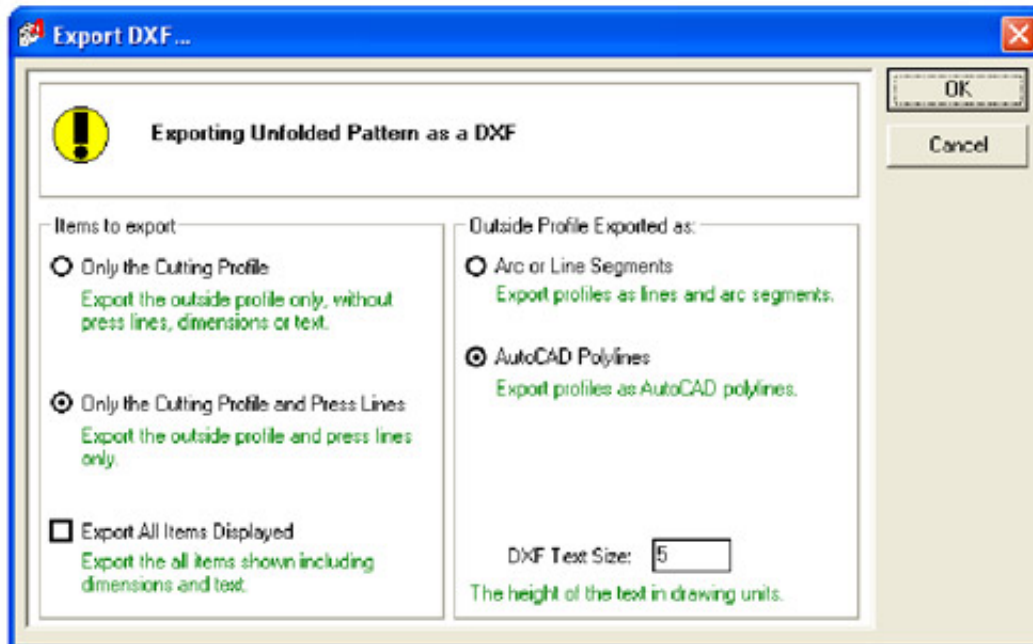 Export DXF...
OK
Cancel
Exporting Unfolded Pattern as a DXF
Items to export
Only the Cutting Profile
Export the outside profile only, without
press lines, dimensions or text.
Only the Cutting Profile and Press Lines
Export the outside profile and press lines
only.
Export All Items Displayed
Export the all items shown including
dimensions and text.
Outside Profile Exported as:
Arc or Line Segments
Export profiles as lines and arc segments.
AutoCAD Polylines
Export profiles as AutoCAD polylines.
DXF Text Size: 5
The height of the text in drawing units.